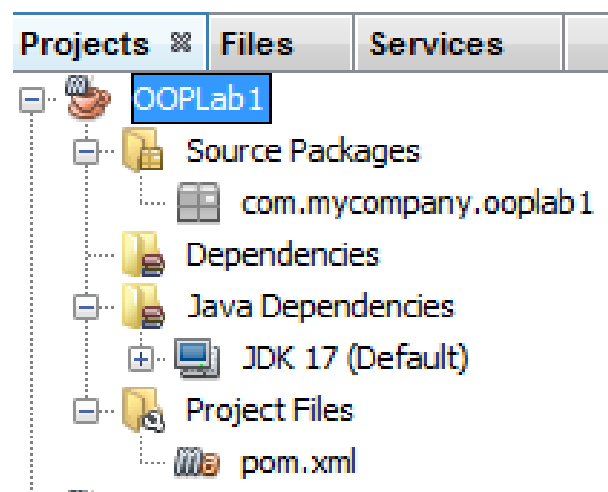 Projects Files Services
OOPLab1
Source Packages
com.mycompany.ooplab1
Dependencies
Java Dependencies
JDK 17 (Default)
Project Files
pom.xml